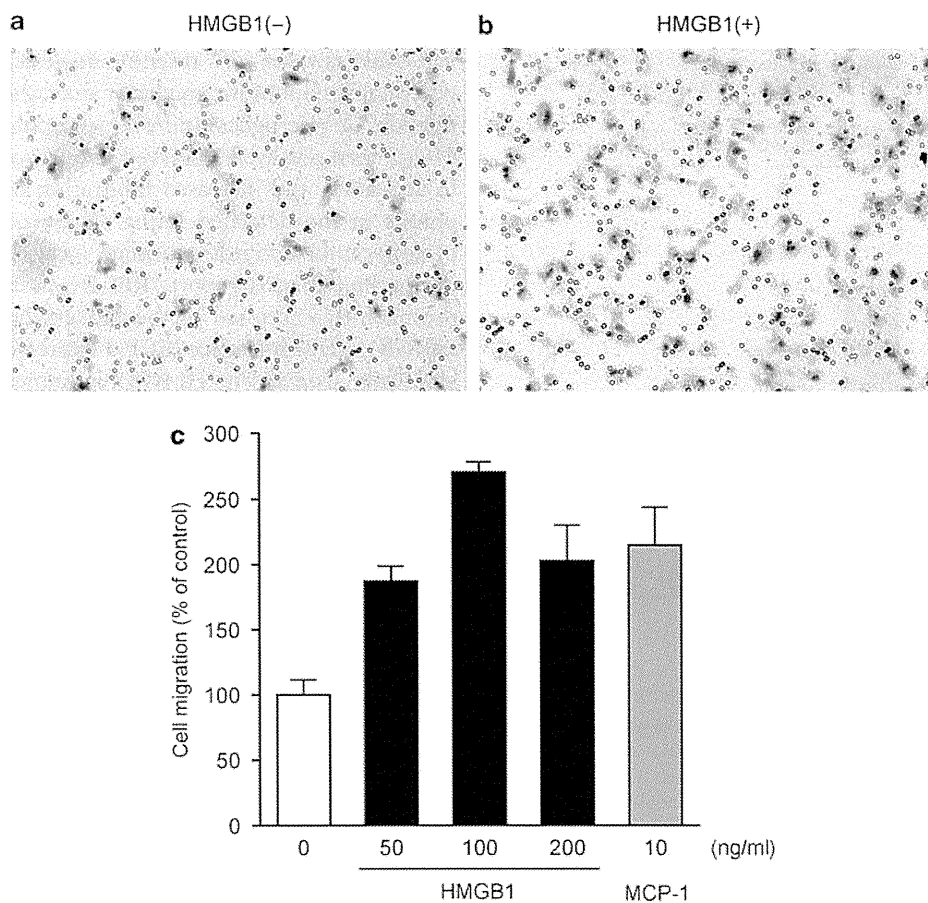 a HMGB1(−) b HMGB1(+)
c
300
250
200
150
100
50
0
Cell migration (% of control)
0 50 100 200 10 (ng/ml)
HMGB1 MCP-1